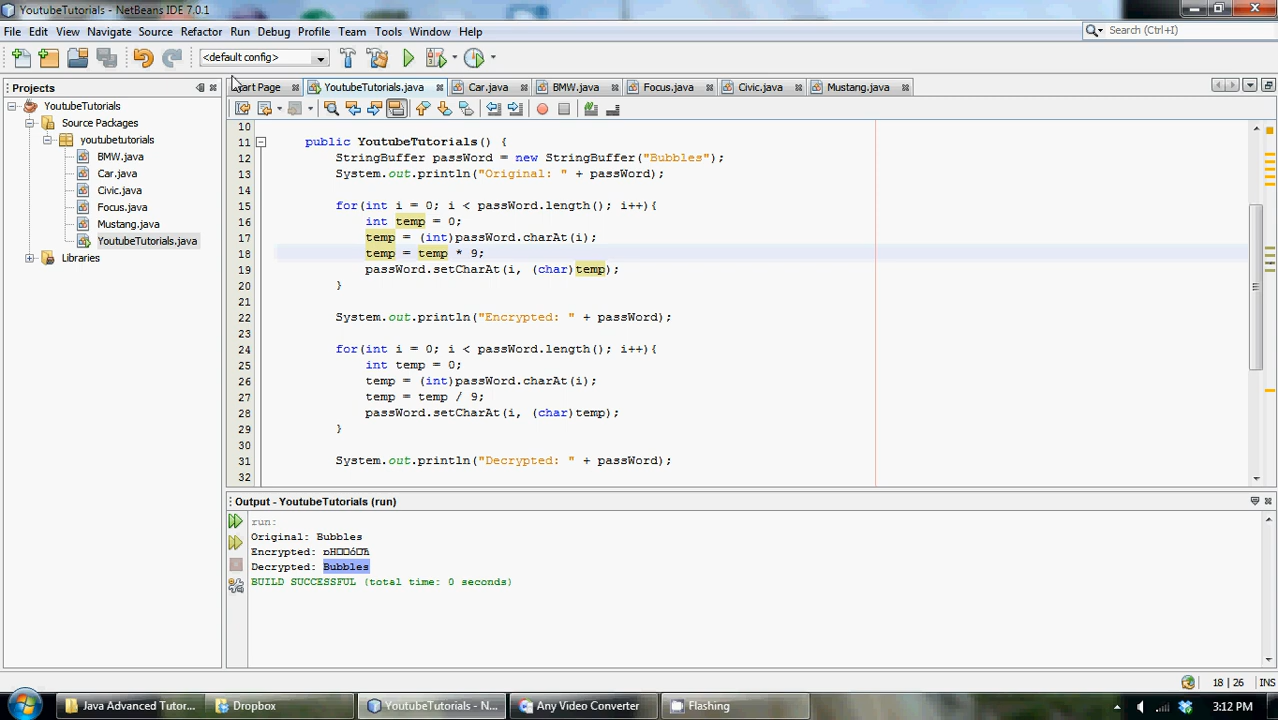 YoutubeTutorials - NetBeans IDE 7.0.1
File Edit View Navigate Source Refactor Run Debug Profile Team Tools Window Help
Search (Ctrl+I)
<default config>
Projects
YoutubeTutorials
Source Packages
youtubetutorials
BMW.java
Car.java
Civic.java
Focus.java
Mustang.java
YoutubeTutorials.java
Libraries
art Page YoutubeTutorials.java Car.java BMW.java Focus.java Civic.java Mustang.java
10
11 public YoutubeTutorials() {
12 StringBuffer passWord = new StringBuffer("Bubbles");
13 System.out.println("Original: " + passWord);
14
15 for(int i = 0; i < passWord.length(); i++){
16 int temp = 0;
17 temp = (int)passWord.charAt(i);
18 temp = temp * 9;
19 passWord.setCharAt(i, (char)temp);
20 }
21
22 System.out.println("Encrypted: " + passWord);
23
24 for(int i = 0; i < passWord.length(); i++){
25 int temp = 0;
26 temp = (int)passWord.charAt(i);
27 temp = temp / 9;
28 passWord.setCharAt(i, (char)temp);
29 }
30
31 System.out.println("Decrypted: " + passWord);
32
Output - YoutubeTutorials (run)
run:
Original: Bubbles
Encrypted:
Decrypted: Bubbles
BUILD SUCCESSFUL (total time: 0 seconds)
18 | 26 INS
Java Advanced Tutor... Dropbox YoutubeTutorials - N... Any Video Converter Flashing 3:12 PM